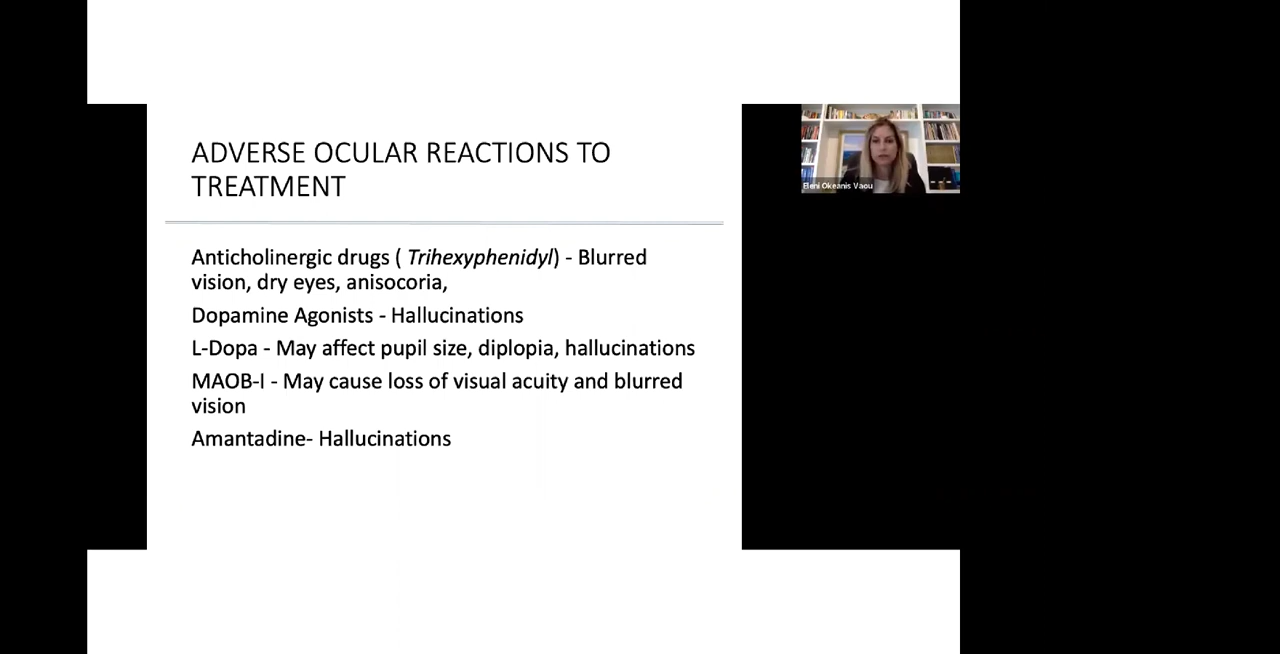 ADVERSE OCULAR REACTIONS TO
TREATMENT
Eleni Okeanis Vaou
Anticholinergic drugs ( Trihexyphenidyl) - Blurred
vision, dry eyes, anisocoria,
Dopamine Agonists - Hallucinations
L-Dopa - May affect pupil size, diplopia, hallucinations
MAOB-I - May cause loss of visual acuity and blurred
vision
Amantadine- Hallucinations